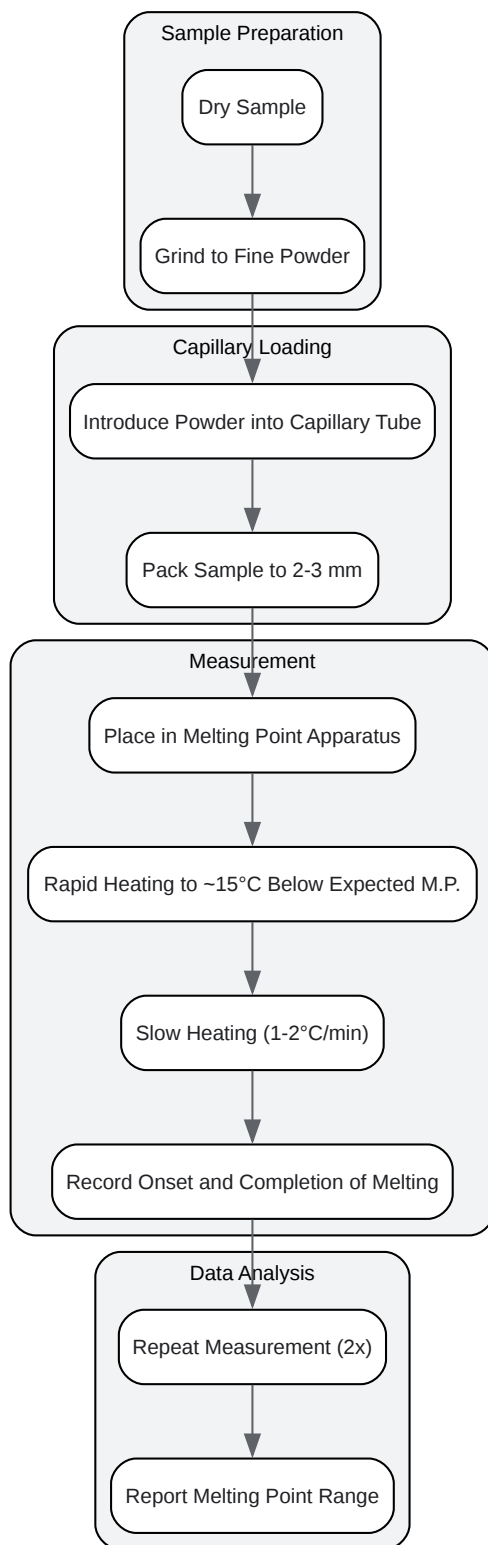 Sample Preparation
Dry Sample
Grind to Fine Powder
Capillary Loading
Introduce Powder into Capillary Tube
Pack Sample to 2-3 mm
Measurement
Place in Melting Point Apparatus
Rapid Heating to ~15°C Below Expected M.P.
Slow Heating (1-2°C/min)
Record Onset and Completion of Melting
Data Analysis
Repeat Measurement (2x)
Report Melting Point Range